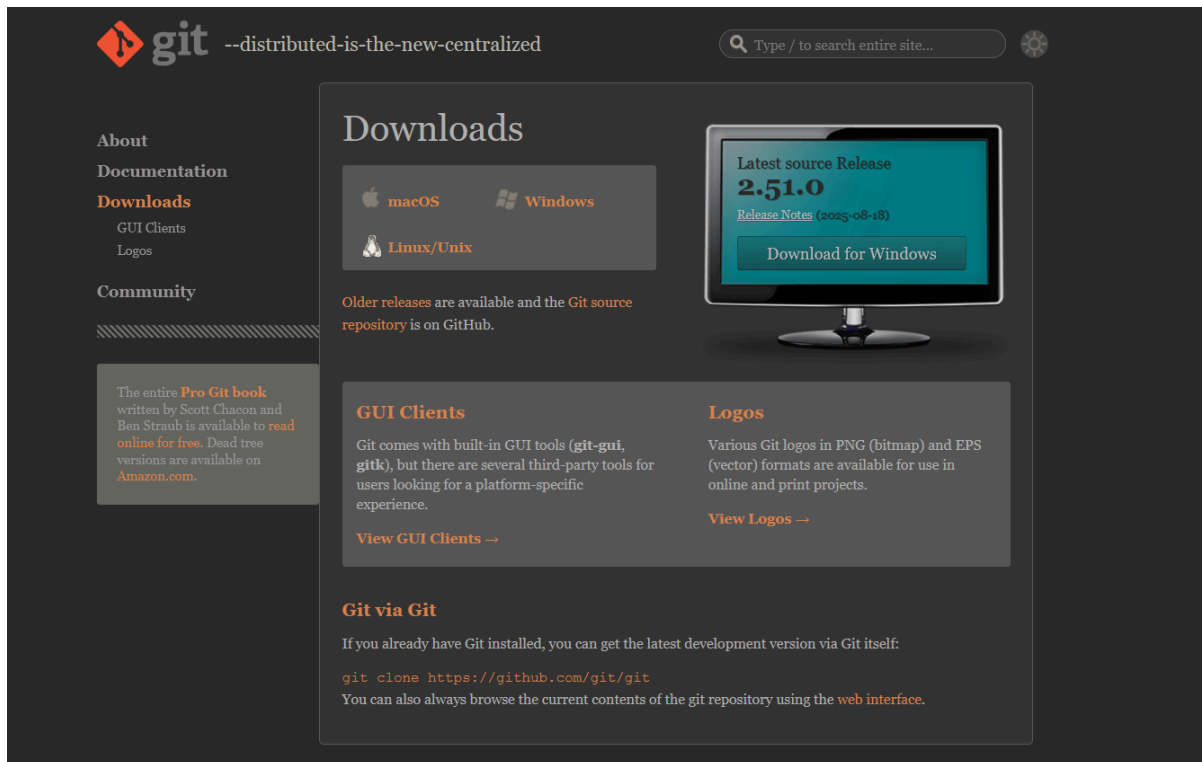 git --distributed-is-the-new-centralized
Type / to search entire site...
About
Documentation
Downloads
GUI Clients
Logos
Community
The entire Pro Git book
written by Scott Chacon and
Ben Straub is available to read
online for free. Dead tree
versions are available on
Amazon.com.
Downloads
macOS
Windows
Linux/Unix
Older releases are available and the Git source
repository is on GitHub.
Latest source Release
2.51.0
Release Notes (2025-08-18)
Download for Windows
GUI Clients
Git comes with built-in GUI tools (git-gui,
gitk), but there are several third-party tools for
users looking for a platform-specific
experience.
View GUI Clients →
Logos
Various Git logos in PNG (bitmap) and EPS
(vector) formats are available for use in
online and print projects.
View Logos →
Git via Git
If you already have Git installed, you can get the latest development version via Git itself:
git clone https://github.com/git/git
You can also always browse the current contents of the git repository using the web interface.